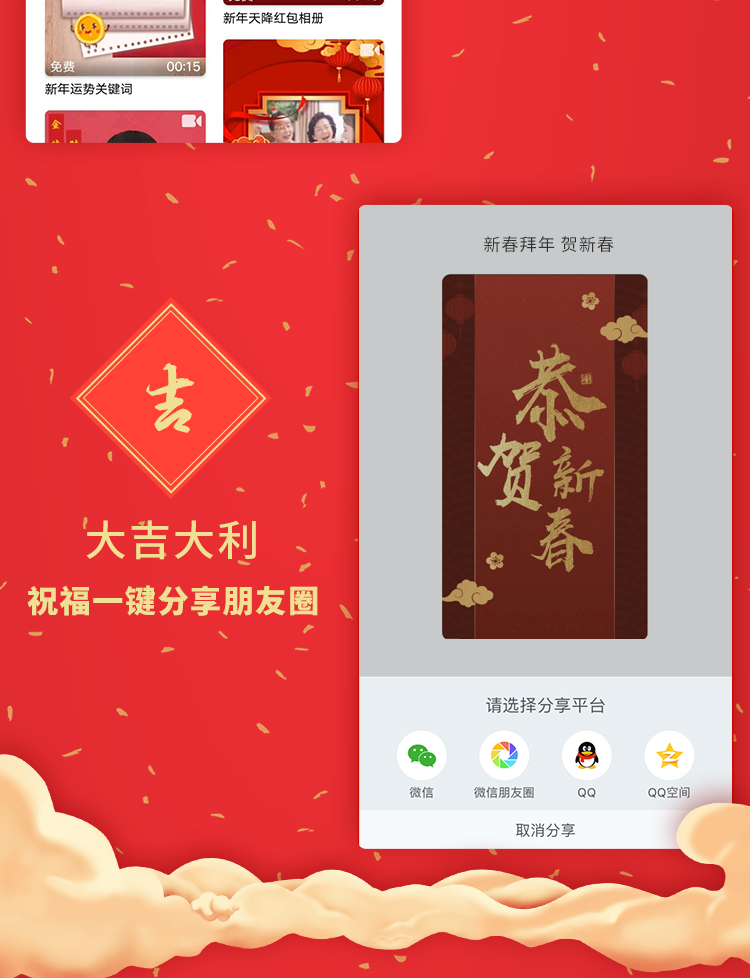 新年天降红包相册
免费
00:15
新年运势关键词
金
新春拜年 贺新春
恭
贺新
春
吉
大吉大利
祝福一键分享朋友圈
请选择分享平台
微信
微信朋友圈
QQ
QQ空间
取消分享